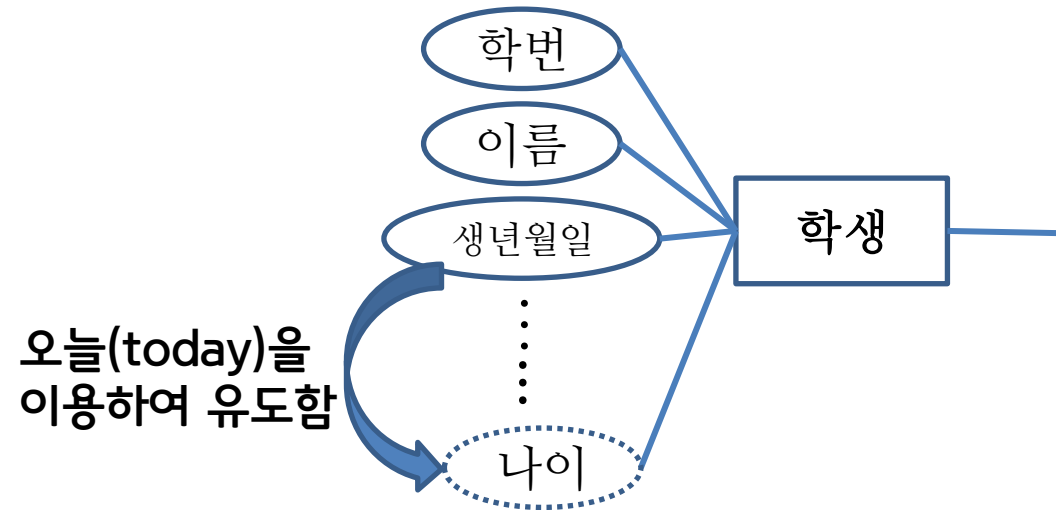 학번
이름
생년월일
학생
오늘(today)을
이용하여 유도함
나이